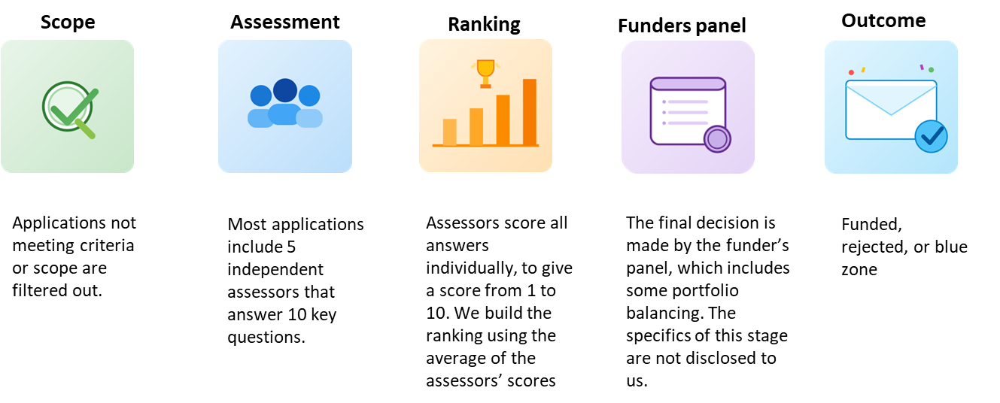 Scope
Applications not
meeting criteria
or scope are
filtered out.
Assessment
Most applications
include 5
independent
assessors that
answer 10 key
questions.
Ranking
Assessors score all
answers
individually, to give
a score from 1 to
10. We build the
ranking using the
average of the
assessors’ scores
Funders panel
The final decision is
made by the funder’s
panel, which includes
some portfolio
balancing. The
specifics of this stage
are not disclosed to
us.
Outcome
Funded,
rejected, or blue
zone